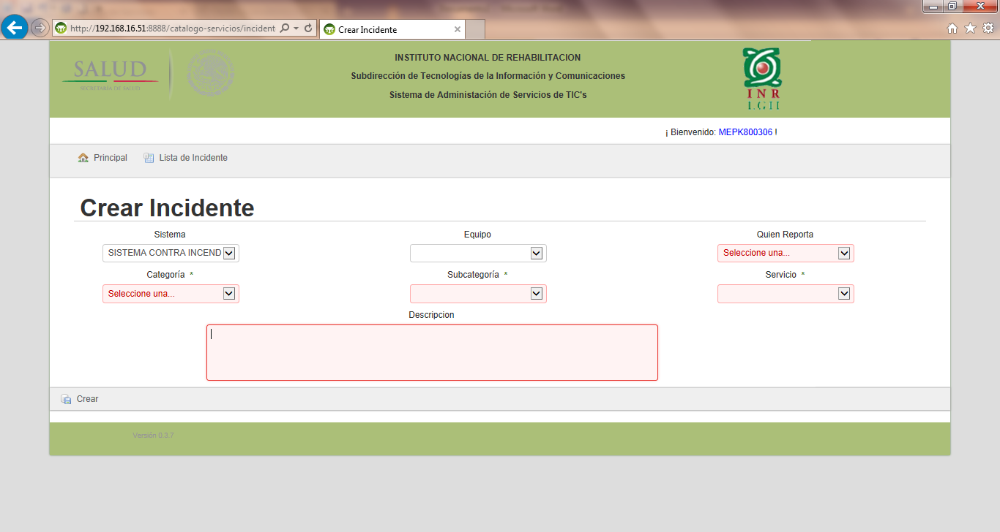 http://192.168.16.51:8888/catalogo-servicios/incident
Crear Incidente
SALUD
SECRETARÍA DE SALUD
INSTITUTO NACIONAL DE REHABILITACION
Subdirección de Tecnologías de la Información y Comunicaciones
Sistema de Administación de Servicios de TIC's
INR
LGII
¡ Bienvenido: MEPK800306 !
Principal
Lista de Incidente
Crear Incidente
Sistema
Equipo
Quien Reporta
SISTEMA CONTRA INCEND
Seleccione una...
Categoría *
Subcategoría *
Servicio *
Seleccione una...
Descripcion
Crear
Versión 0.3.7